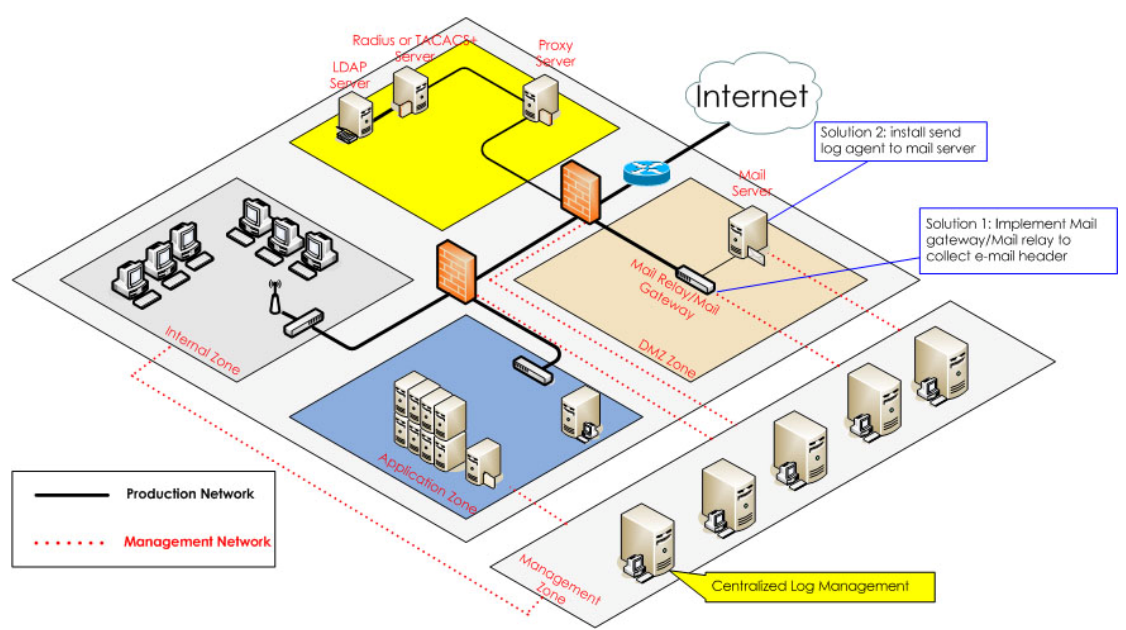 Radius or TACACS+
Server
LDAP
Server
Proxy
Server
Internet
Solution 2: install send
log agent to mail server
Mail
Server
Solution 1: Implement Mail
gateway/Mail relay to
collect e-mail header
Mail Relay/Mail
Gateway
DMZ Zone
Internal Zone
Application Zone
Management
Zone
Production Network
Management Network
Centralized Log Management